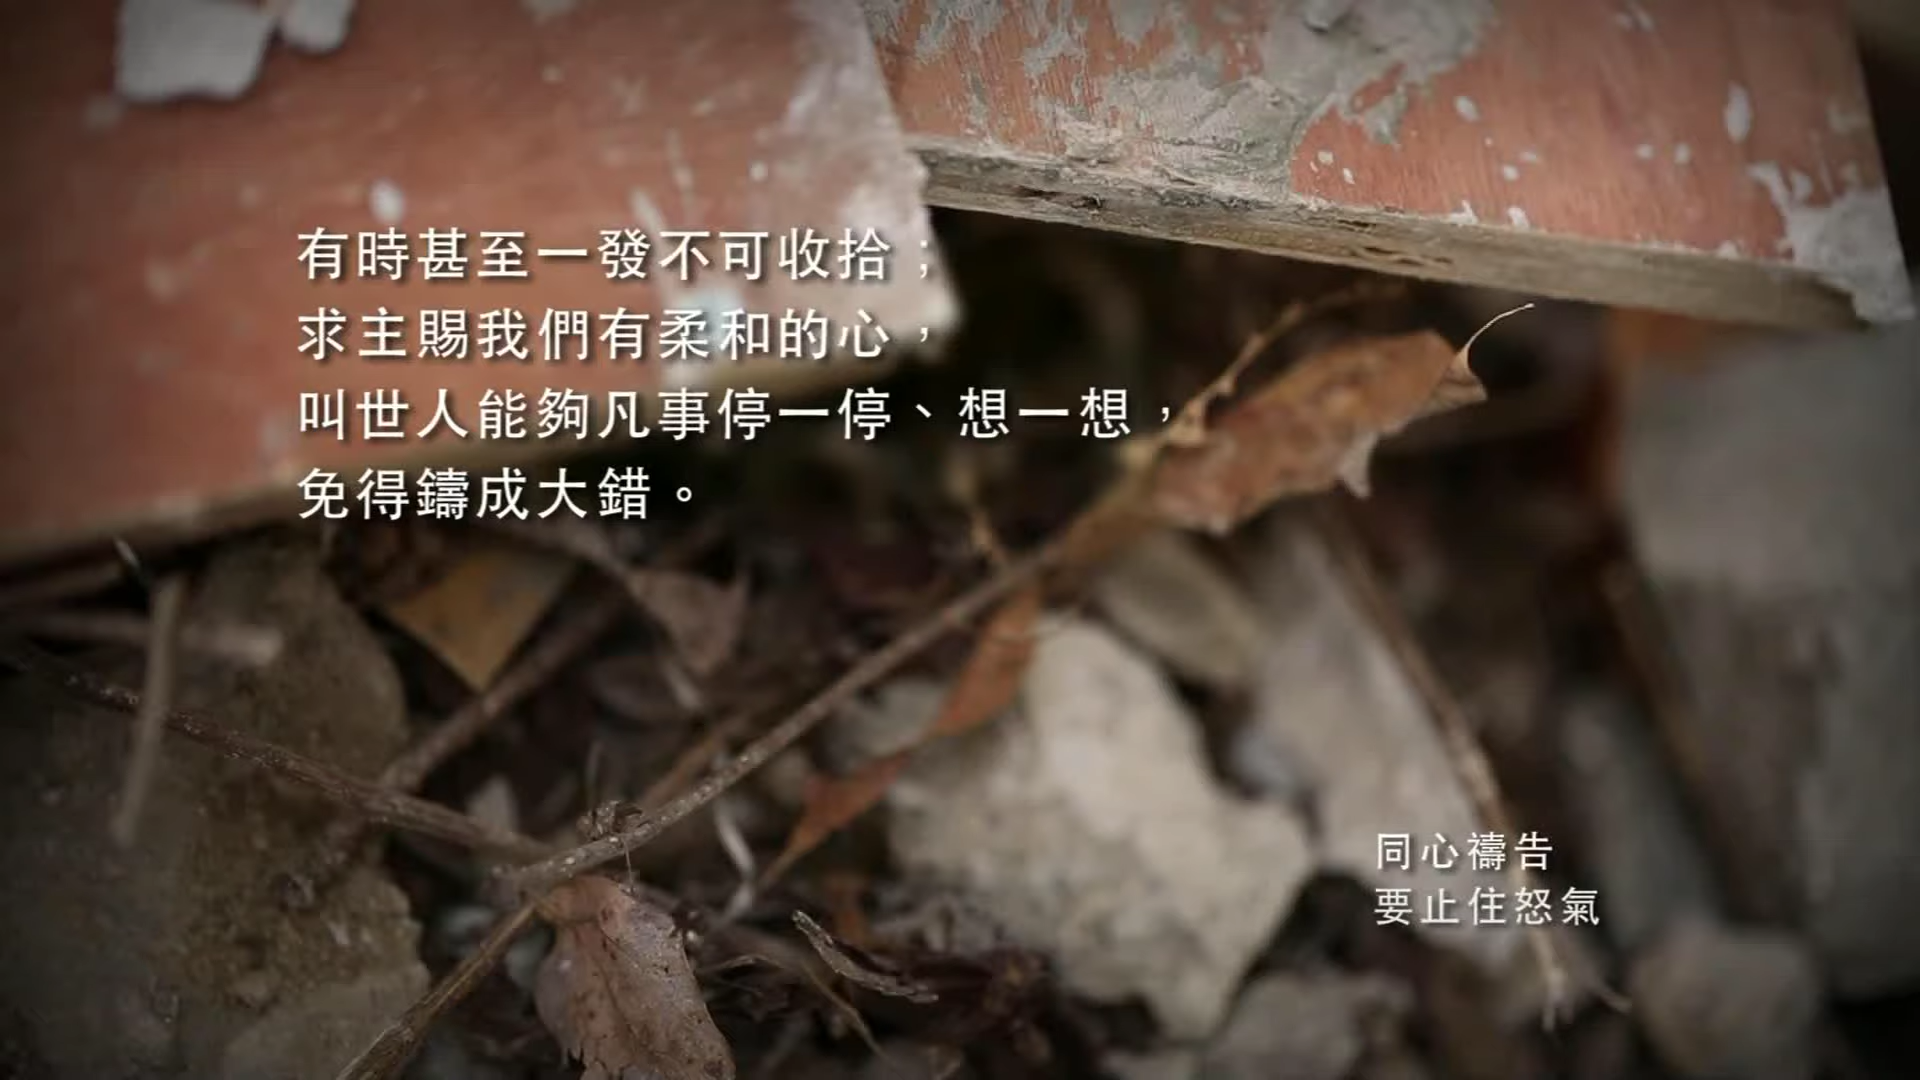 有時甚至一發不可收拾；
求主賜我們有柔和的心，
叫世人能夠凡事停一停、想一想，
免得鑄成大錯。
同心禱告
要止住怒氣